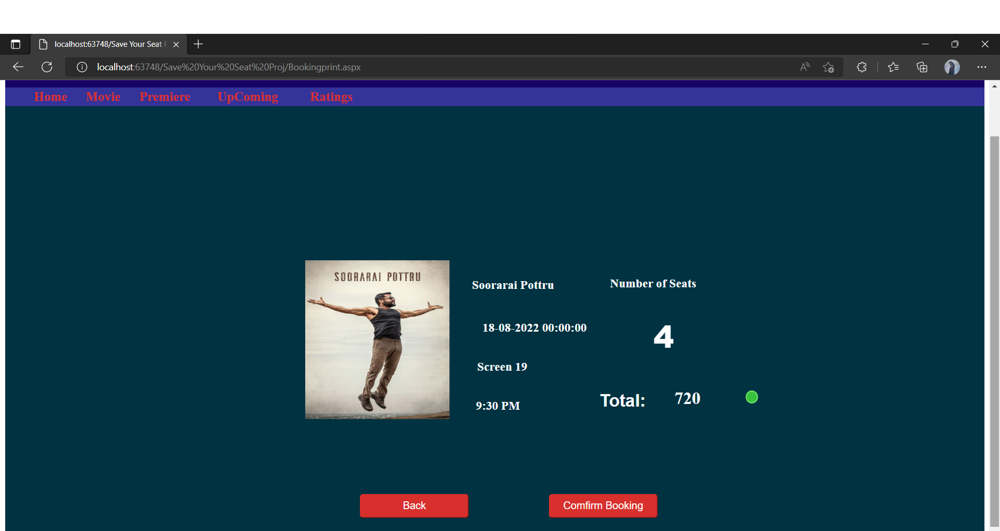 localhost:63748/Save Your Seat P
localhost:63748/Save%20Your%20Seat%20Proj/Bookingprint.aspx
Home Movie Premiere UpComing Ratings
SOORARAI POTTRU
Soorarai Pottru
Number of Seats
18-08-2022 00:00:00
4
Screen 19
Total: 720
9:30 PM
Back
Comfirm Booking